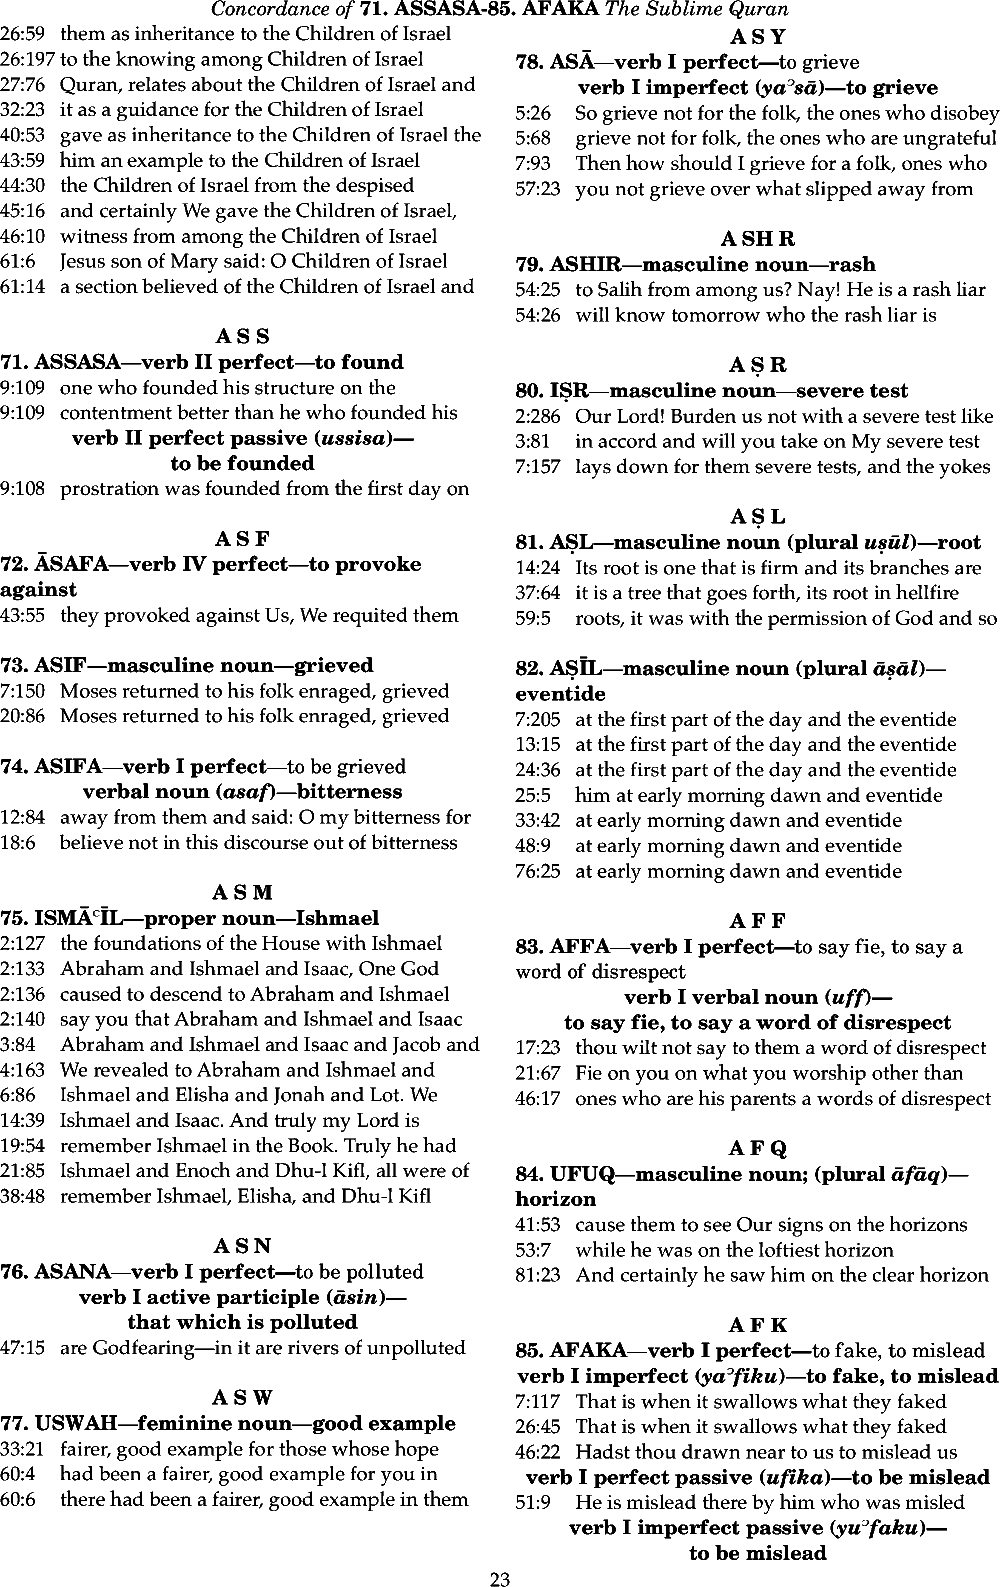 Concordance of 71. ASSASA-85. AFAKA The Sublime Quran
26:59 them as inheritance to the Children of Israel
26:197 to the knowing among Children of Israel
27:76 Quran, relates about the Children of Israel and
32:23 it as a guidance for the Children of Israel
40:53 gave as inheritance to the Children of Israel the
43:59 him an example to the Children of Israel
44:30 the Children of Israel from the despised
45:16 and certainly We gave the Children of Israel,
46:10 witness from among the Children of Israel
61:6 Jesus son of Mary said: O Children of Israel
61:14 a section believed of the Children of Israel and
A S S
71. ASSASA—verb II perfect—to found
9:109 one who founded his structure on the
9:109 contentment better than he who founded his
verb II perfect passive (ussisa)—
to be founded
9:108 prostration was founded from the first day on
A S F
72. ĀSAFA—verb IV perfect—to provoke
against
43:55 they provoked against Us, We requited them
73. ASIF—masculine noun—grieved
7:150 Moses returned to his folk enraged, grieved
20:86 Moses returned to his folk enraged, grieved
74. ASIFA—verb I perfect—to be grieved
verbal noun (asaf)—bitterness
12:84 away from them and said: O my bitterness for
18:6 believe not in this discourse out of bitterness
A S M
75. ISMĀʿĪL—proper noun—Ishmael
2:127 the foundations of the House with Ishmael
2:133 Abraham and Ishmael and Isaac, One God
2:136 caused to descend to Abraham and Ishmael
2:140 say you that Abraham and Ishmael and Isaac
3:84 Abraham and Ishmael and Isaac and Jacob and
4:163 We revealed to Abraham and Ishmael and
6:86 Ishmael and Elisha and Jonah and Lot. We
14:39 Ishmael and Isaac. And truly my Lord is
19:54 remember Ishmael in the Book. Truly he had
21:85 Ishmael and Enoch and Dhu-l Kifl, all were of
38:48 remember Ishmael, Elisha, and Dhu-l Kifl
A S N
76. ASANA—verb I perfect—to be polluted
verb I active participle (āsin)—
that which is polluted
47:15 are Godfearing—in it are rivers of unpolluted
A S W
77. USWAH—feminine noun—good example
33:21 fairer, good example for those whose hope
60:4 had been a fairer, good example for you in
60:6 there had been a fairer, good example in them
A S Y
78. ASĀ—verb I perfect—to grieve
verb I imperfect (yaʾsā)—to grieve
5:26 So grieve not for the folk, the ones who disobey
5:68 grieve not for folk, the ones who are ungrateful
7:93 Then how should I grieve for a folk, ones who
57:23 you not grieve over what slipped away from
A SH R
79. ASHIR—masculine noun—rash
54:25 to Salih from among us? Nay! He is a rash liar
54:26 will know tomorrow who the rash liar is
A Ṣ R
80. IṢR—masculine noun—severe test
2:286 Our Lord! Burden us not with a severe test like
3:81 in accord and will you take on My severe test
7:157 lays down for them severe tests, and the yokes
A Ṣ L
81. AṢL—masculine noun (plural uṣūl)—root
14:24 Its root is one that is firm and its branches are
37:64 it is a tree that goes forth, its root in hellfire
59:5 roots, it was with the permission of God and so
82. AṢĪL—masculine noun (plural āṣāl)—
eventide
7:205 at the first part of the day and the eventide
13:15 at the first part of the day and the eventide
24:36 at the first part of the day and the eventide
25:5 him at early morning dawn and eventide
33:42 at early morning dawn and eventide
48:9 at early morning dawn and eventide
76:25 at early morning dawn and eventide
A F F
83. AFFA—verb I perfect—to say fie, to say a
word of disrespect
verb I verbal noun (uff)—
to say fie, to say a word of disrespect
17:23 thou wilt not say to them a word of disrespect
21:67 Fie on you on what you worship other than
46:17 ones who are his parents a words of disrespect
A F Q
84. UFUQ—masculine noun; (plural āfāq)—
horizon
41:53 cause them to see Our signs on the horizons
53:7 while he was on the loftiest horizon
81:23 And certainly he saw him on the clear horizon
A F K
85. AFAKA—verb I perfect—to fake, to mislead
verb I imperfect (yaʾfiku)—to fake, to mislead
7:117 That is when it swallows what they faked
26:45 That is when it swallows what they faked
46:22 Hadst thou drawn near to us to mislead us
verb I perfect passive (ufika)—to be mislead
51:9 He is mislead there by him who was misled
verb I imperfect passive (yuʾfaku)—
to be mislead
23